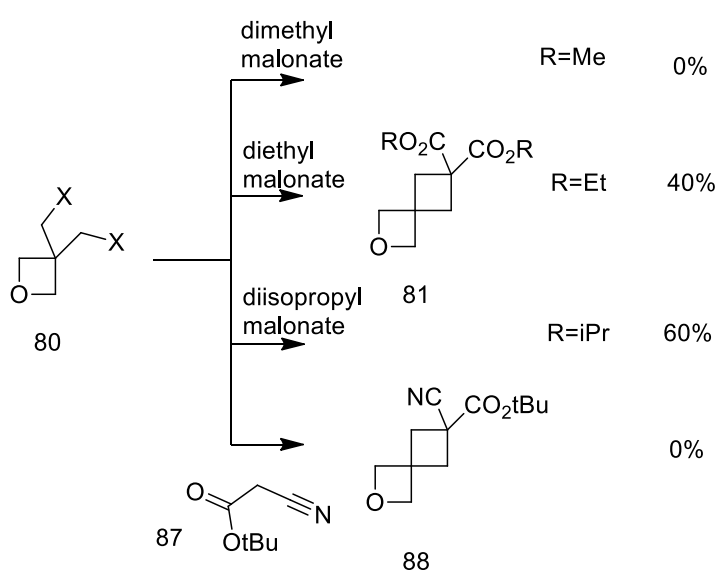 dimethyl
malonate
R=Me
0%
diethyl
malonate
RO2C
CO2R
R=Et
40%
X
X
O
O
80
81
diisopropyl
malonate
R=iPr
60%
NC
CO2tBu
0%
O
N
O
87
OtBu
88